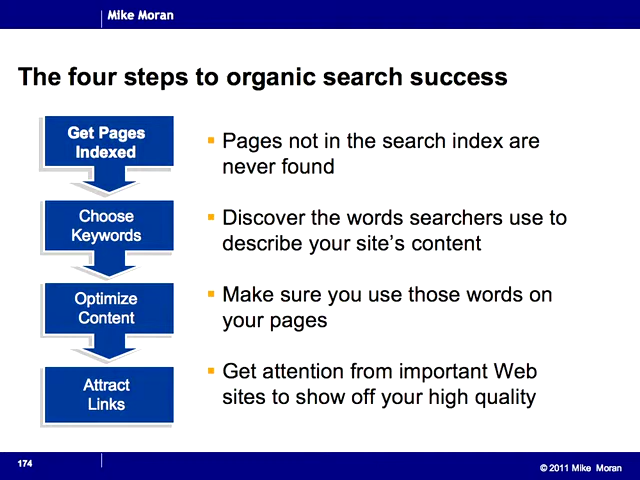 Mike Moran
The four steps to organic search success
Get Pages
Indexed
▪ Pages not in the search index are
never found
Choose
Keywords
▪ Discover the words searchers use to
describe your site's content
Optimize
Content
▪ Make sure you use those words on
your pages
Attract
Links
▪ Get attention from important Web
sites to show off your high quality
174
© 2011 Mike Moran